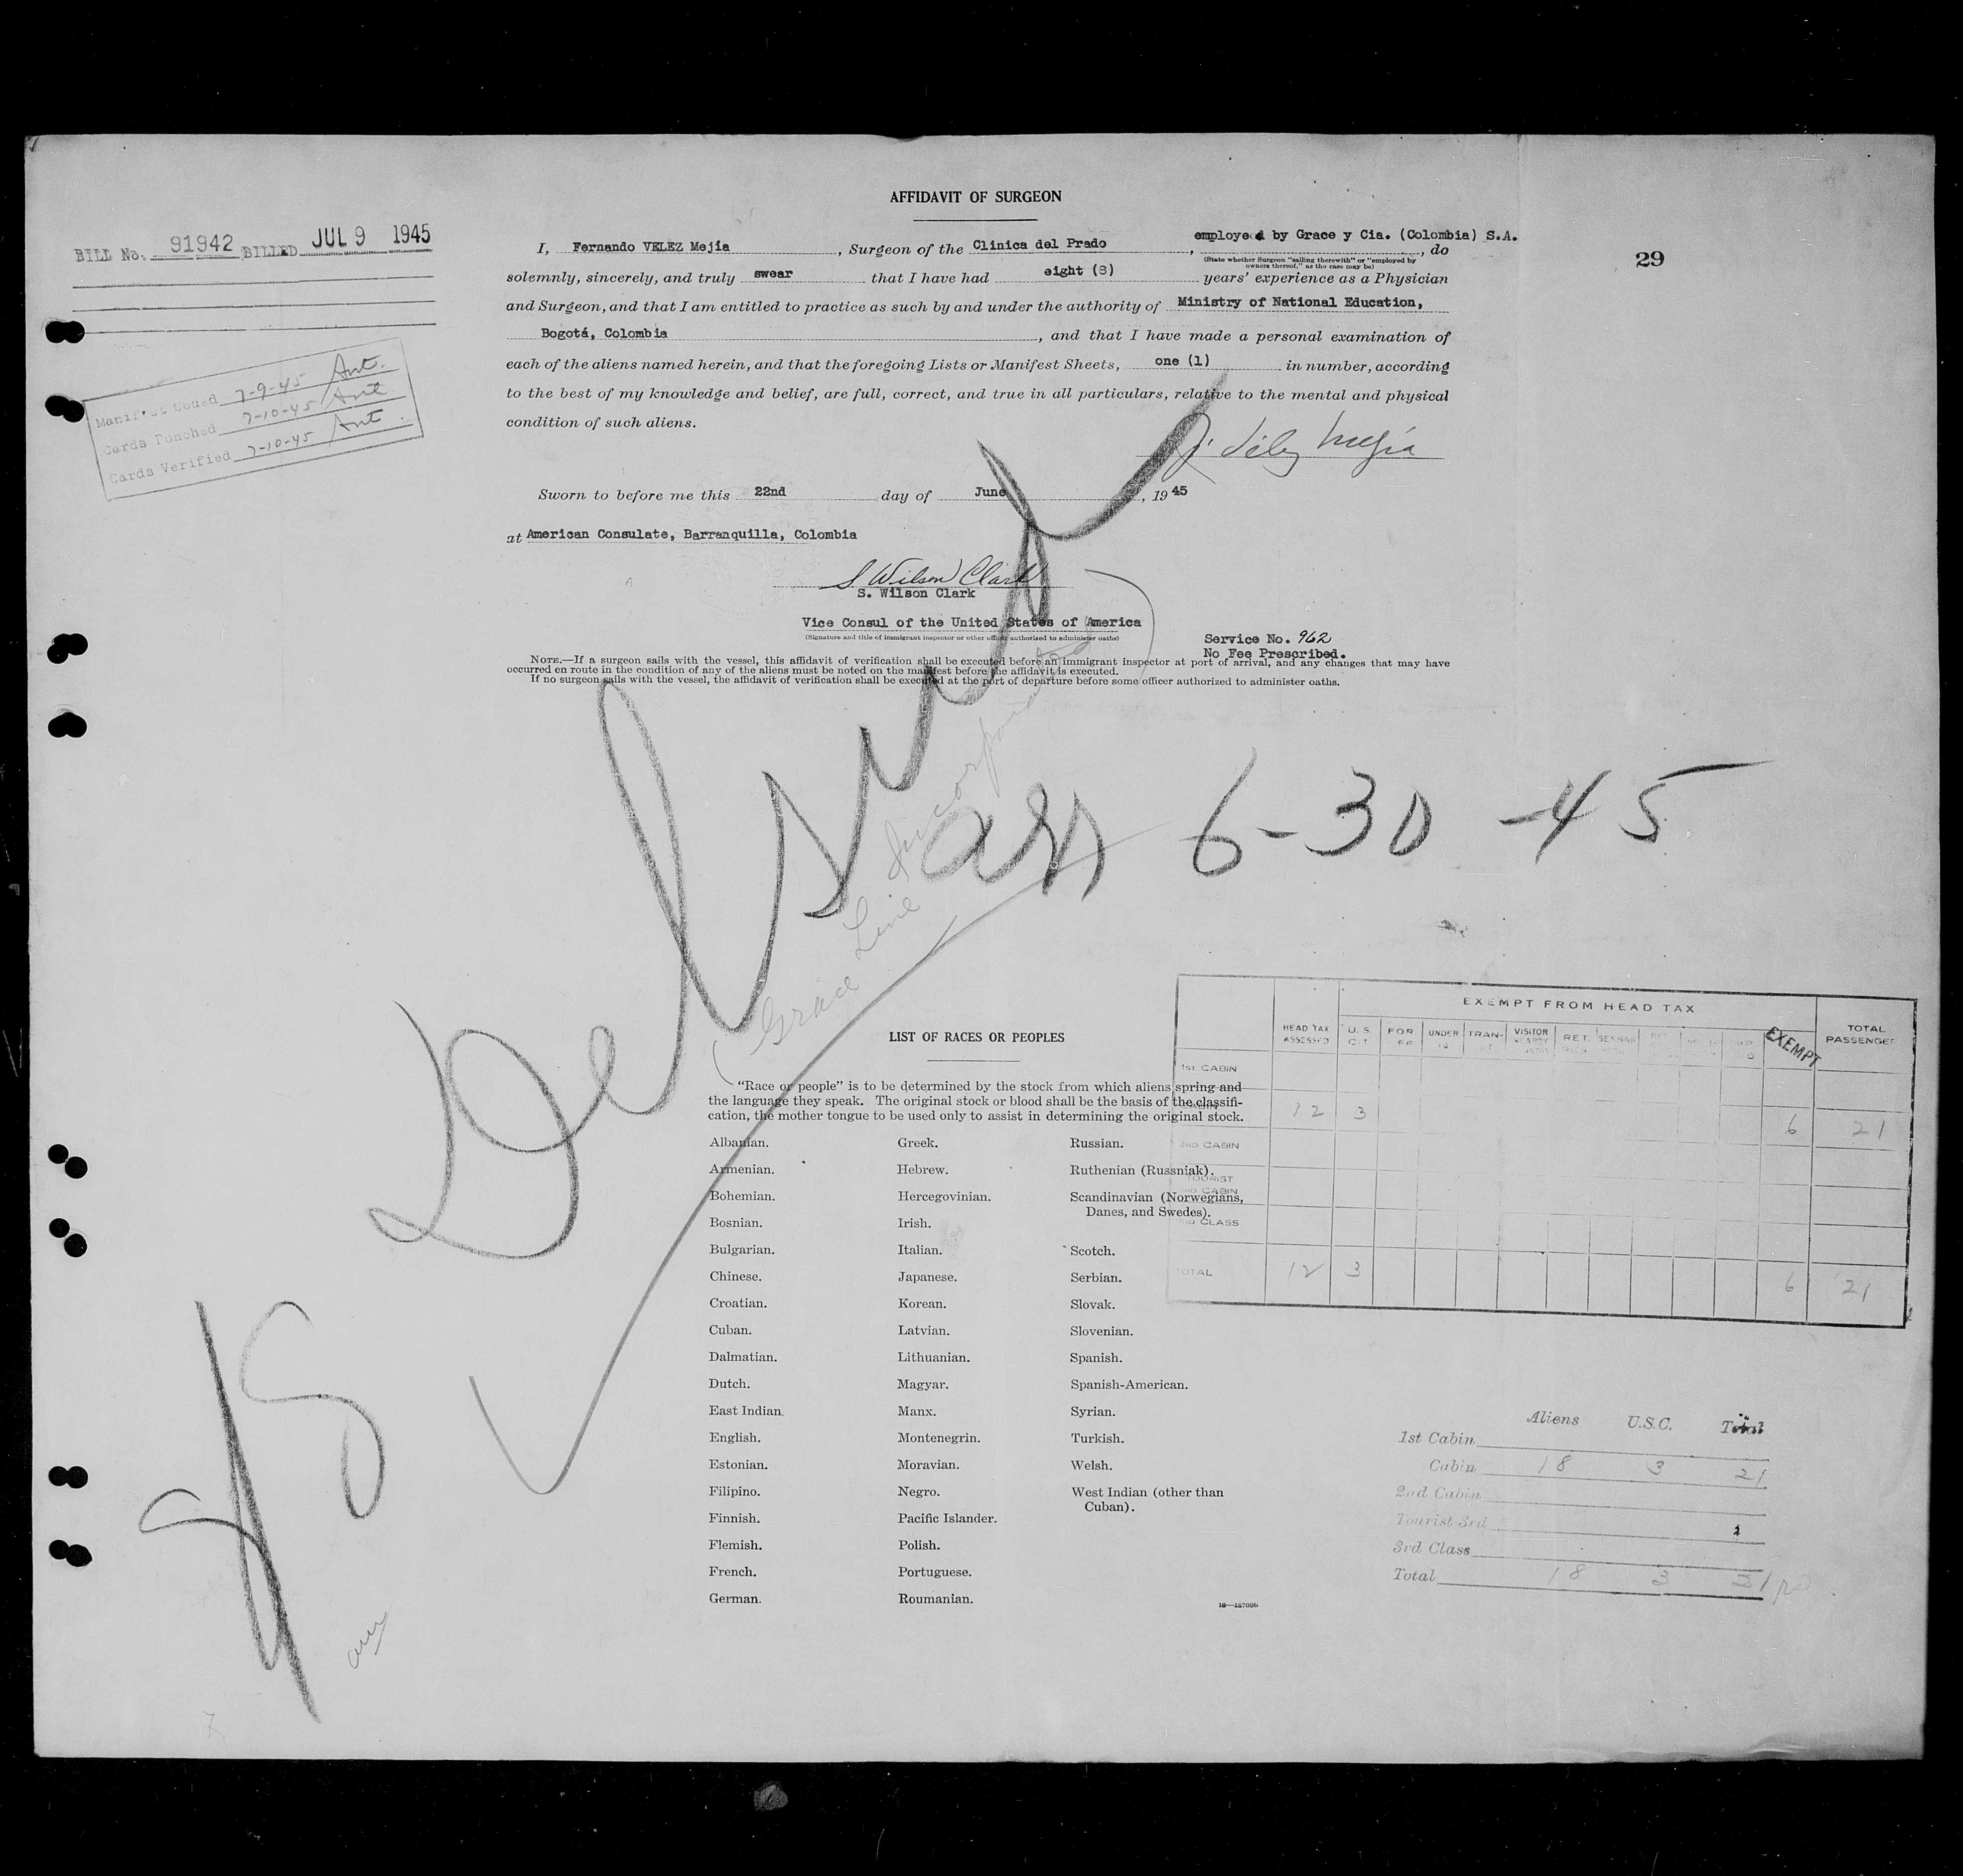 AFFIDAVIT OF SURGEON
BILL No. 91942 BILLED JUL 9 1945
29
I, Fernando VELEZ Mejia, Surgeon of the Clinica del Prado, employed by Grace y Cia. (Colombia) S.A., do
(State whether Surgeon "sailing therewith" or "employed by
owners thereof," as the case may be)
solemnly, sincerely, and truly swear that I have had eight (8) years' experience as a Physician
and Surgeon, and that I am entitled to practice as such by and under the authority of Ministry of National Education,
Bogotá, Colombia, and that I have made a personal examination of
each of the aliens named herein, and that the foregoing Lists or Manifest Sheets, one (1) in number, according
to the best of my knowledge and belief, are full, correct, and true in all particulars, relative to the mental and physical
condition of such aliens.
Manifest Coded 7-9-45 Ant.
Cards Punched 7-10-45 Ant
Cards Verified 7-10-45 Ant.
Sworn to before me this 22nd day of June, 1945
at American Consulate, Barranquilla, Colombia
S. Wilson Clark
S. Wilson Clark
Vice Consul of the United States of America
(Signature and title of immigrant inspector or other officer authorized to administer oaths)
Service No. 962
No Fee Prescribed.
NOTE.—If a surgeon sails with the vessel, this affidavit of verification shall be executed before an immigrant inspector at port of arrival, and any changes that may have
occurred en route in the condition of any of the aliens must be noted on the manifest before the affidavit is executed.
If no surgeon sails with the vessel, the affidavit of verification shall be executed at the port of departure before some officer authorized to administer oaths.
arr 6-30-45
Grace Line Incorporated
EXEMPT FROM HEAD TAX
HEAD TAX ASSESSED U.S. CIT. FOR UNDER TRAN- VISITOR RET. EXEMPT TOTAL PASSENGER
1ST CABIN
12 3 6 21
2ND CABIN
TOURIST
3RD CABIN
3RD CLASS
TOTAL 12 3 6 21
LIST OF RACES OR PEOPLES
"Race or people" is to be determined by the stock from which aliens spring and
the language they speak. The original stock or blood shall be the basis of the classifi-
cation, the mother tongue to be used only to assist in determining the original stock.
Albanian.
Armenian.
Bohemian.
Bosnian.
Bulgarian.
Chinese.
Croatian.
Cuban.
Dalmatian.
Dutch.
East Indian.
English.
Estonian.
Filipino.
Finnish.
Flemish.
French.
German.
Greek.
Hebrew.
Hercegovinian.
Irish.
Italian.
Japanese.
Korean.
Latvian.
Lithuanian.
Magyar.
Manx.
Montenegrin.
Moravian.
Negro.
Pacific Islander.
Polish.
Portuguese.
Roumanian.
Russian.
Ruthenian (Russniak).
Scandinavian (Norwegians,
Danes, and Swedes).
Scotch.
Serbian.
Slovak.
Slovenian.
Spanish.
Spanish-American.
Syrian.
Turkish.
Welsh.
West Indian (other than
Cuban).
Aliens U.S.C. Total
1st Cabin
Cabin 18 3 21
2nd Cabin
Tourist 3rd
3rd Class
Total 18 3 21
16—15709b